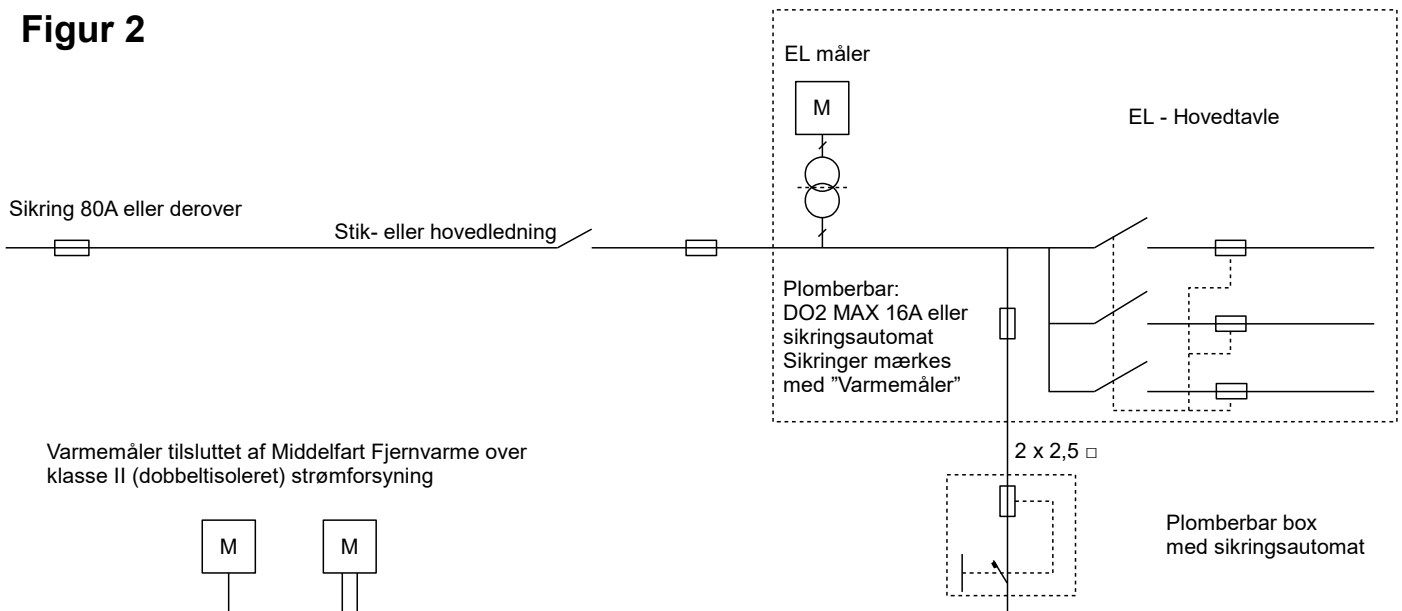 Figur 2
EL måler
M
EL - Hovedtavle
Sikring 80A eller derover
Stik- eller hovedledning
Plomberbar:
DO2 MAX 16A eller
sikringsautomat
Sikringer mærkes
med ”Varmemåler”
Varmemåler tilsluttet af Middelfart Fjernvarme over
klasse II (dobbeltisoleret) strømforsyning
2 x 2,5 □
Plomberbar box
med sikringsautomat
M
M